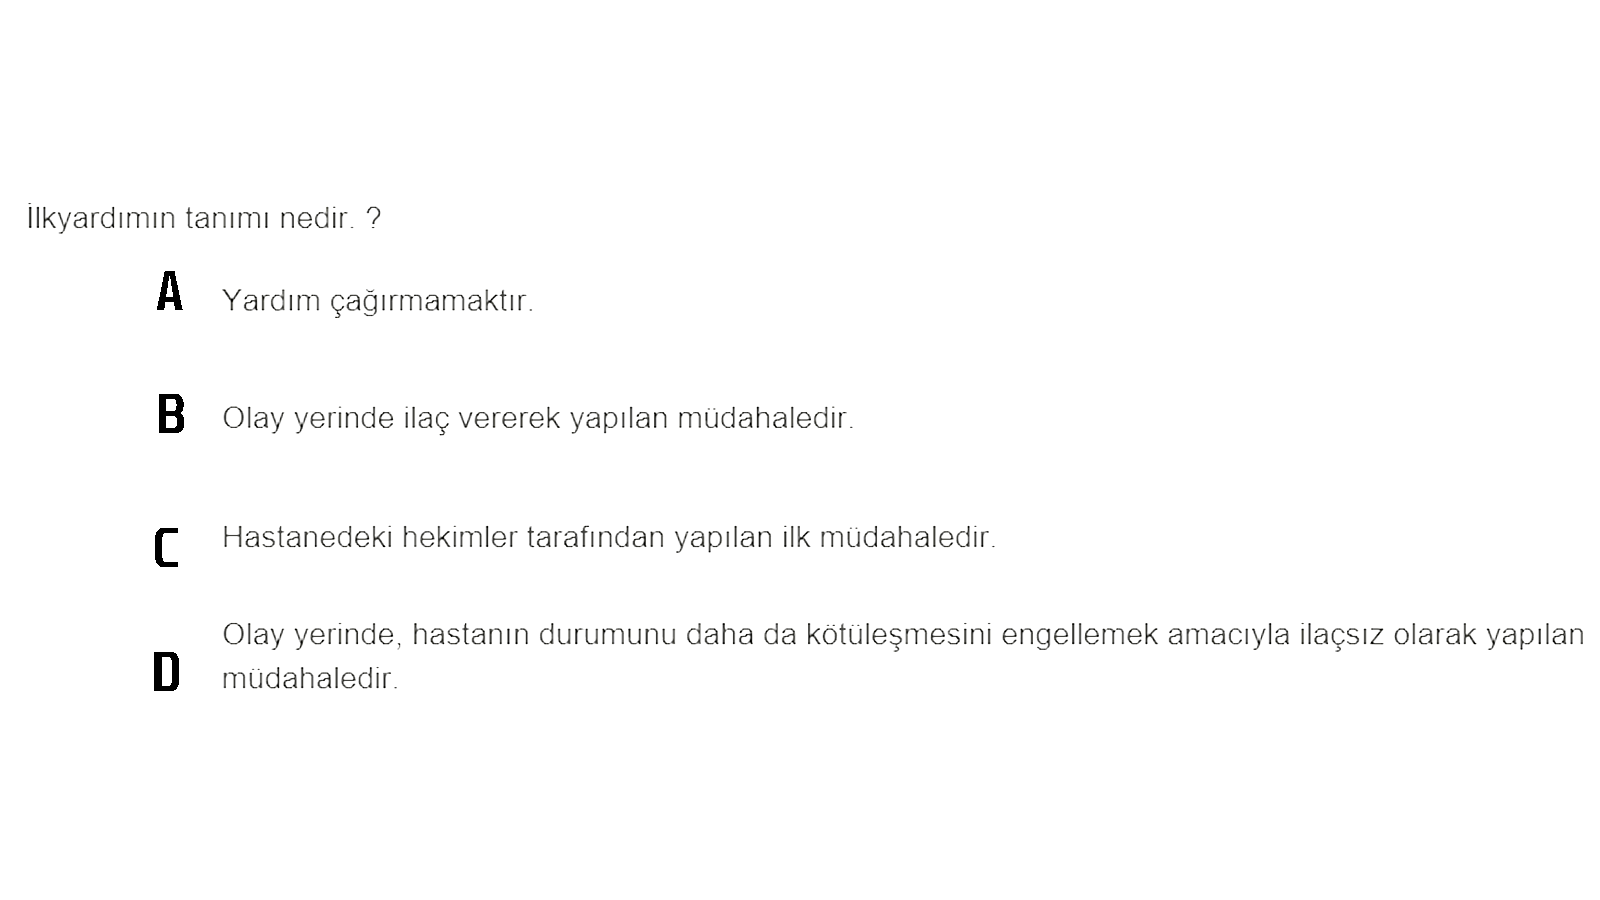 İlkyardımın tanımı nedir. ?
A Yardım çağırmamaktır.
B Olay yerinde ilaç vererek yapılan müdahaledir.
C Hastanedeki hekimler tarafından yapılan ilk müdahaledir.
D Olay yerinde, hastanın durumunu daha da kötüleşmesini engellemek amacıyla ilaçsız olarak yapılan
müdahaledir.